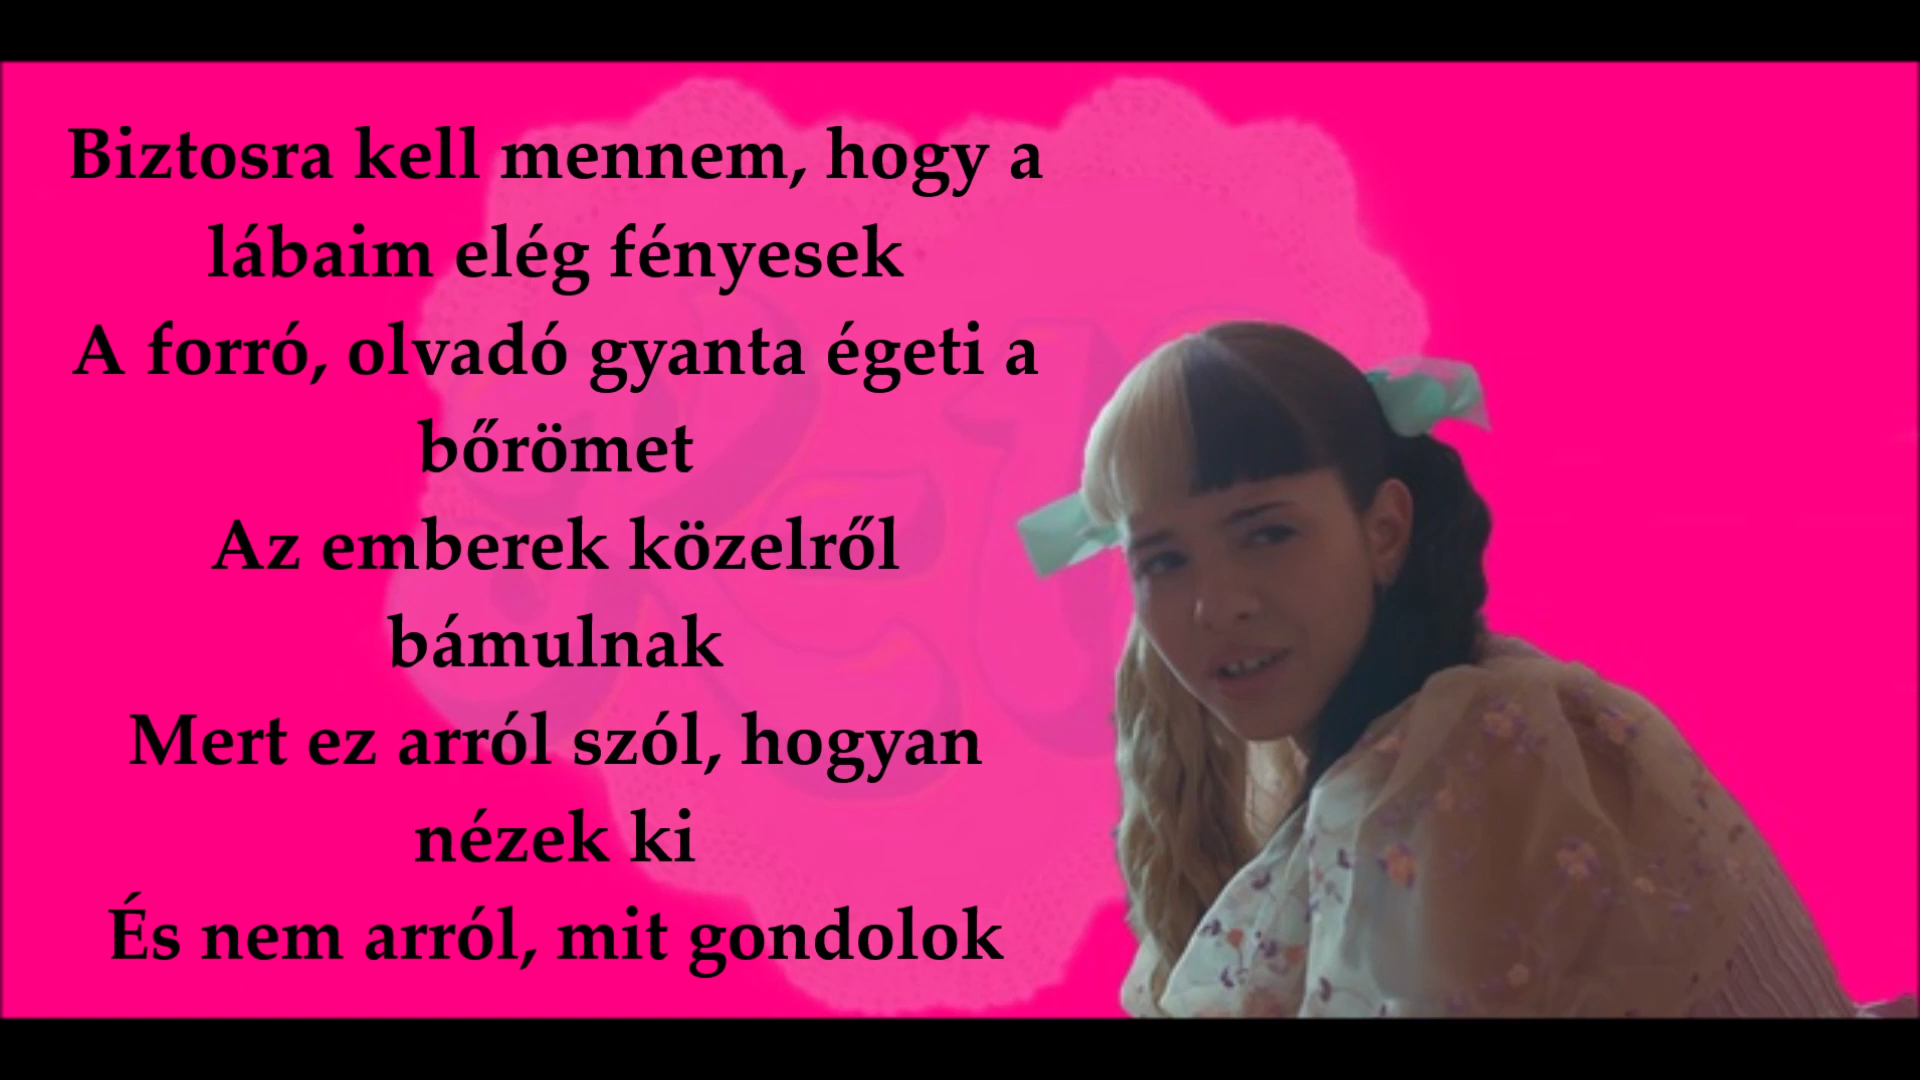 Biztosra kell mennem, hogy a
lábaim elég fényesek
A forró, olvadó gyanta égeti a
bőrömet
Az emberek közelről
bámulnak
Mert ez arról szól, hogyan
nézek ki
És nem arról, mit gondolok